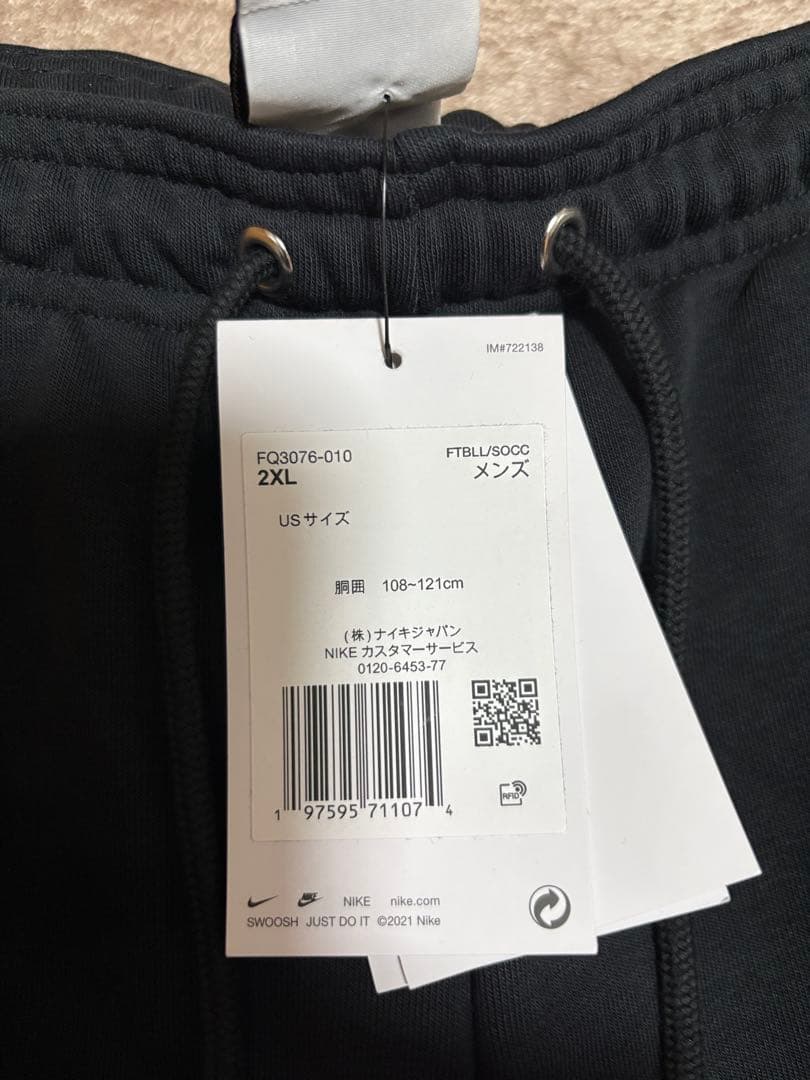 IM#722138
FQ3076-010
FTBLL/SOCC
2XL
メンズ
USサイズ
胴囲 108~121cm
(株)ナイキジャパン
NIKE カスタマーサービス
0120-6453-77
1 97595 71107 4
RFID
NIKE nike.com
SWOOSH JUST DO IT ©2021 Nike